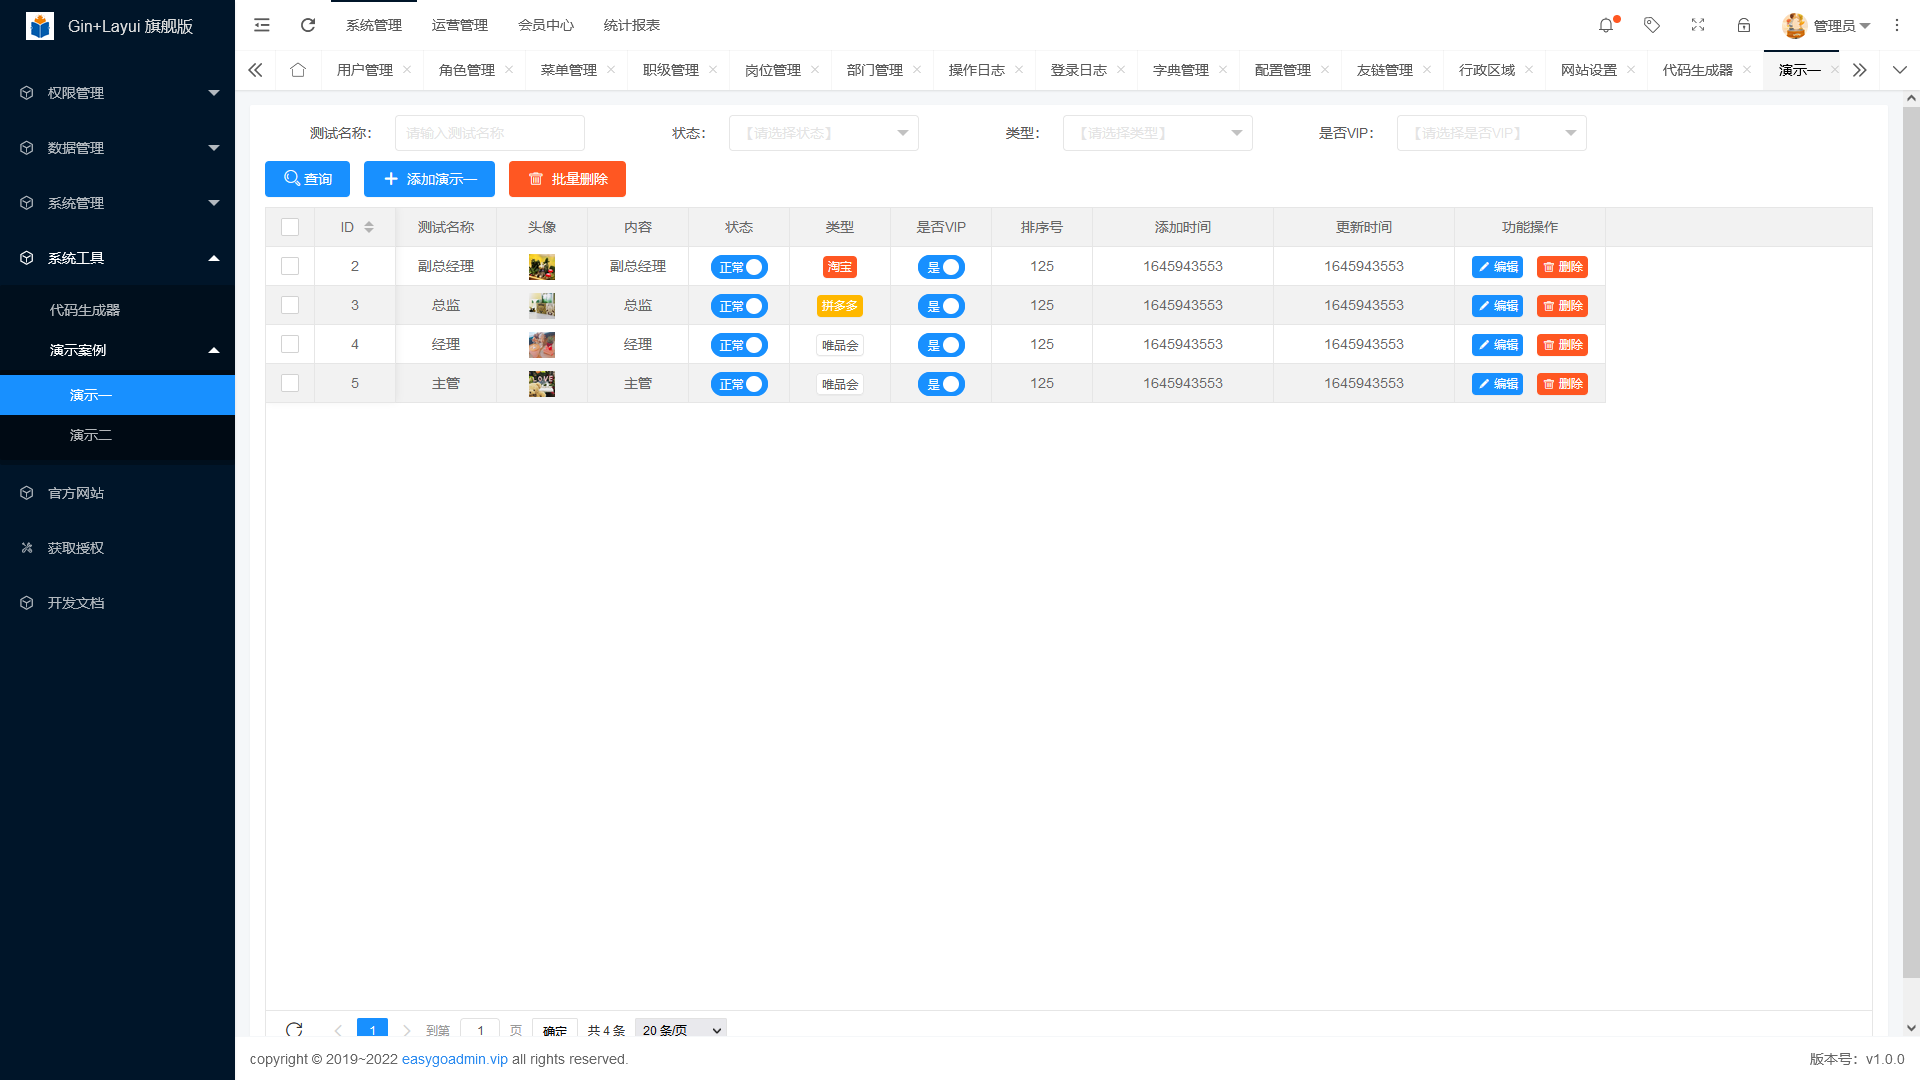 Gin+Layui 旗舰版
系统管理 运营管理 会员中心 统计报表
管理员
用户管理 角色管理 菜单管理 职级管理 岗位管理 部门管理 操作日志 登录日志 字典管理 配置管理 友链管理 行政区域 网站设置 代码生成器 演示一
权限管理
数据管理
系统管理
系统工具
代码生成器
演示案例
演示一
演示二
官方网站
获取授权
开发文档
测试名称： 请输入测试名称 状态： 【请选择状态】 类型： 【请选择类型】 是否VIP： 【请选择是否VIP】
查询 添加演示一 批量删除
ID 测试名称 头像 内容 状态 类型 是否VIP 排序号 添加时间 更新时间 功能操作
2 副总经理 副总经理 正常 淘宝 是 125 1645943553 1645943553 编辑 删除
3 总监 总监 正常 拼多多 是 125 1645943553 1645943553 编辑 删除
4 经理 经理 正常 唯品会 是 125 1645943553 1645943553 编辑 删除
5 主管 主管 正常 唯品会 是 125 1645943553 1645943553 编辑 删除
1 到第 1 页 确定 共 4 条 20 条/页
copyright © 2019~2022 easygoadmin.vip all rights reserved.
版本号：v1.0.0